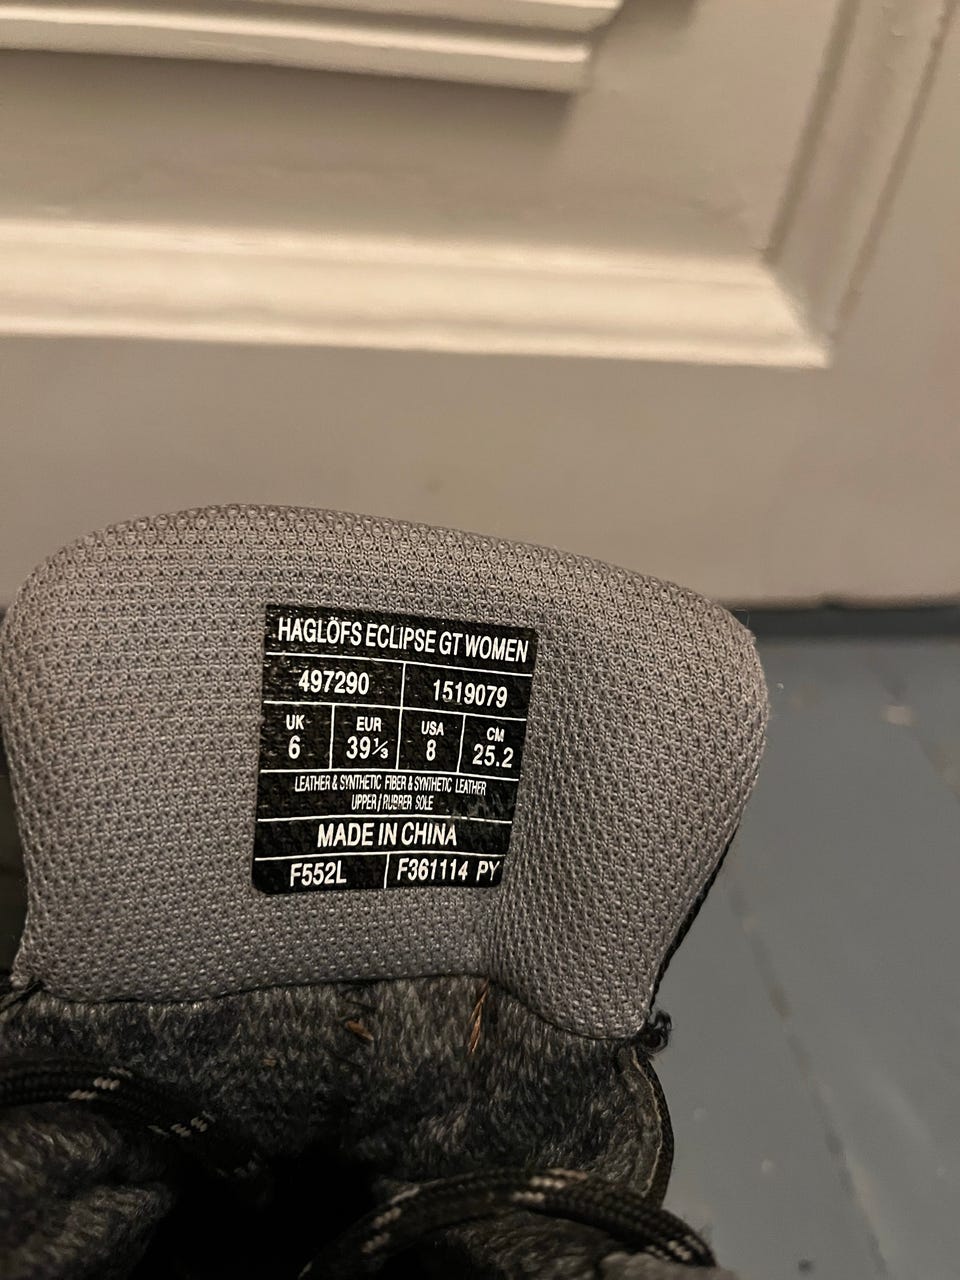 HAGLÖFS ECLIPSE GT WOMEN
497290 1519079
UK EUR USA CM
6 39⅓ 8 25.2
LEATHER & SYNTHETIC FIBER & SYNTHETIC LEATHER
UPPER / RUBBER SOLE
MADE IN CHINA
F552L F361114 PY